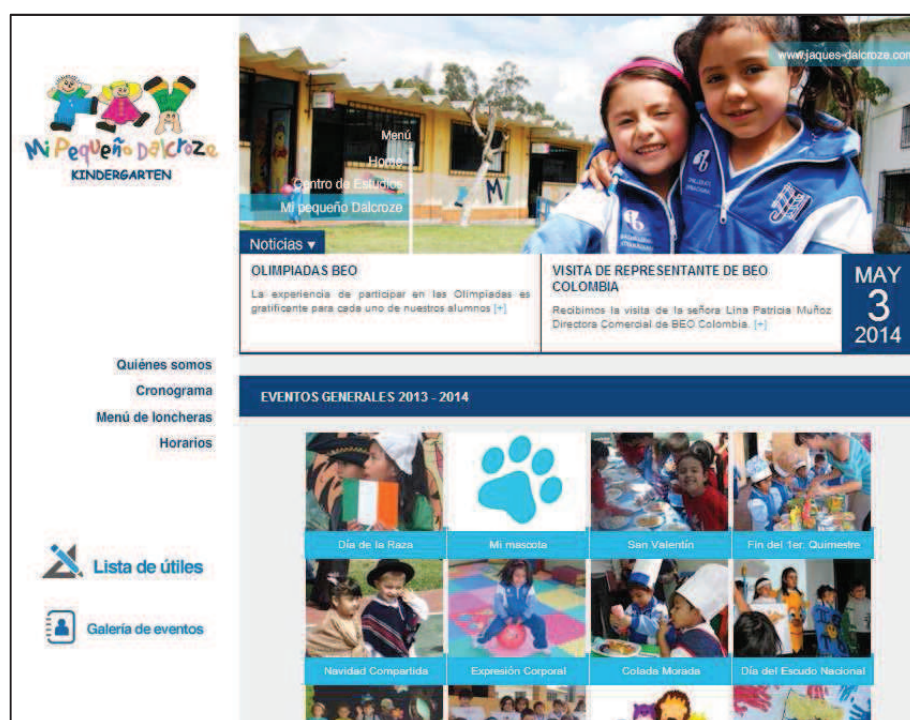 www.jaques-dalcroze.com
Mi Pequeño Dalcroze
KINDERGARTEN
Menú
Home
Centro de Estudios
Mi pequeño Dalcroze
Noticias ▾
OLIMPIADAS BEO
La experiencia de participar en las Olimpiadas es
gratificante para cada uno de nuestros alumnos [+]
VISITA DE REPRESENTANTE DE BEO
COLOMBIA
Recibimos la visita de la señora Lina Patricia Muñoz
Directora Comercial de BEO Colombia. [+]
MAY
3
2014
Quiénes somos
Cronograma
Menú de loncheras
Horarios
Lista de útiles
Galería de eventos
EVENTOS GENERALES 2013 - 2014
Día de la Raza
Mi mascota
San Valentín
Fin del 1er. Quimestre
Navidad Compartida
Expresión Corporal
Colada Morada
Día del Escudo Nacional